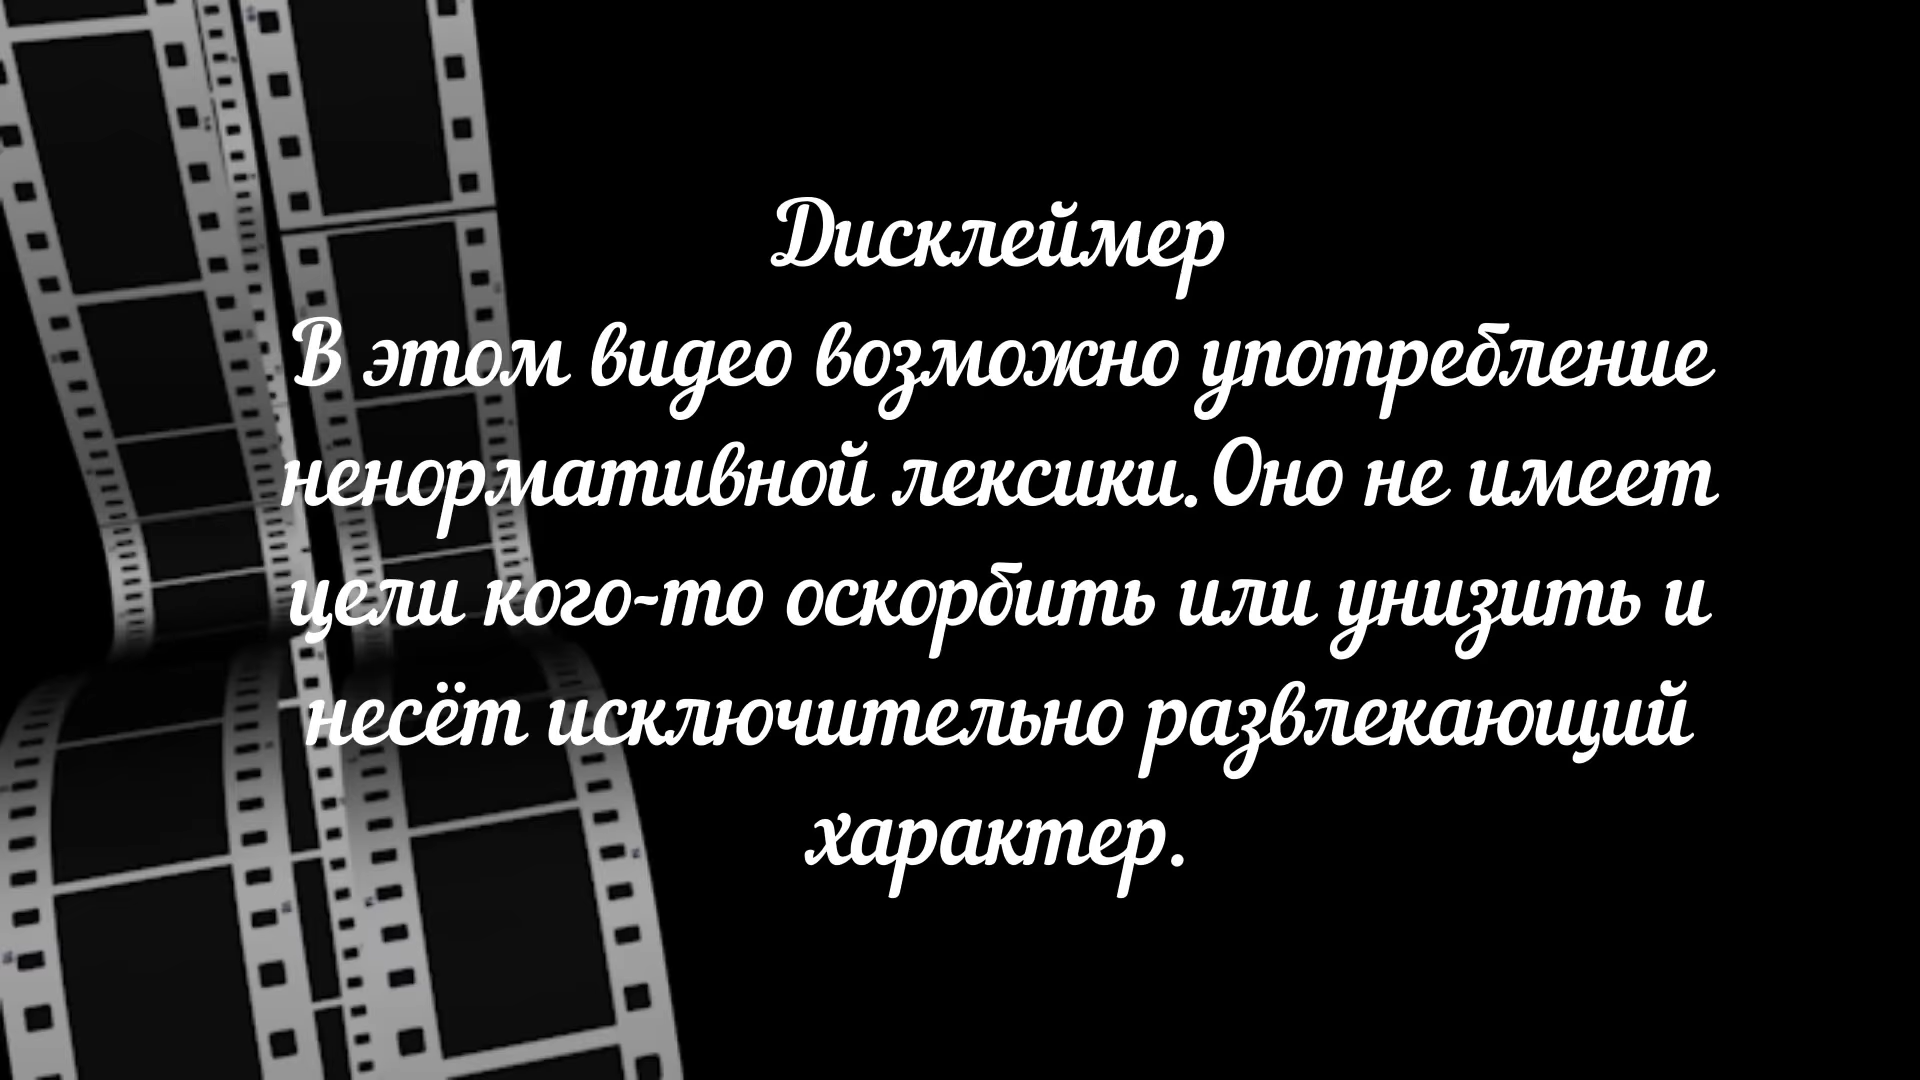 Дисклеймер
В этом видео возможно употребление
ненормативной лексики. Оно не имеет
цели кого-то оскорбить или унизить и
несёт исключительно развлекающий
характер.